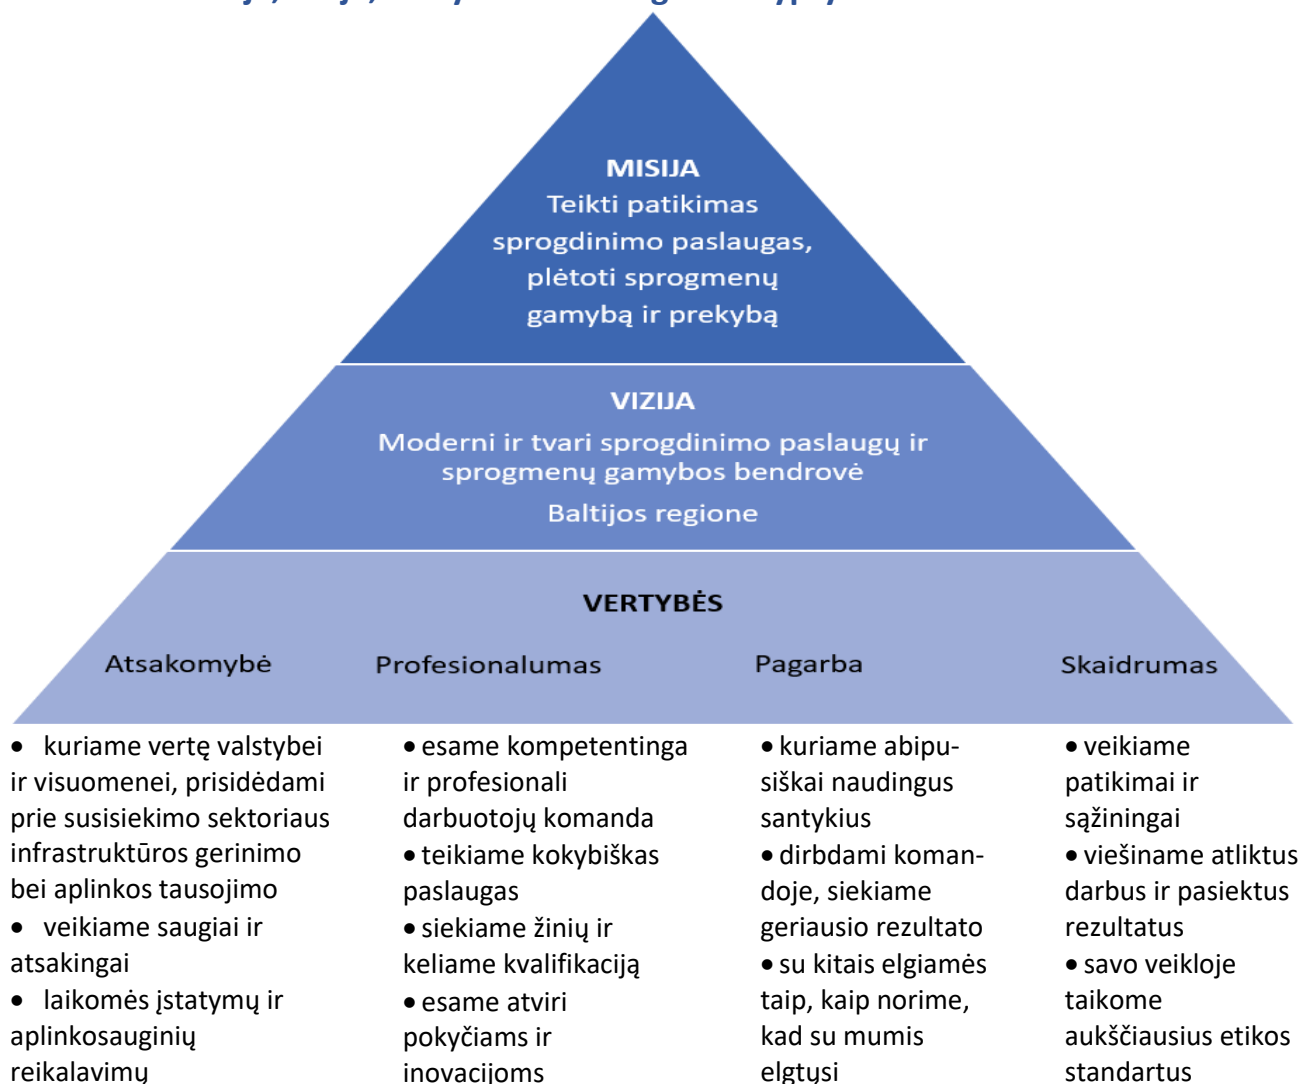 MISIJA
Teikti patikimas
sprogdinimo paslaugas,
plėtoti sprogmenų
gamybą ir prekybą
VIZIJA
Moderni ir tvari sprogdinimo paslaugų ir
sprogmenų gamybos bendrovė
Baltijos regione
VERTYBĖS
Atsakomybė
Profesionalumas
Pagarba
Skaidrumas
• kuriame vertę valstybei
ir visuomenei, prisidėdami
prie susisiekimo sektoriaus
infrastruktūros gerinimo
bei aplinkos tausojimo
• veikiame saugiai ir
atsakingai
• laikomės įstatymų ir
aplinkosauginių
reikalavimų
• esame kompetentinga
ir profesionali
darbuotojų komanda
• teikiame kokybiškas
paslaugas
• siekiame žinių ir
keliame kvalifikaciją
• esame atviri
pokyčiams ir
inovacijoms
• kuriame abipu-
siškai naudingus
santykius
• dirbdami koman-
doje, siekiame
geriausio rezultato
• su kitais elgiamės
taip, kaip norime,
kad su mumis
elgtųsi
• veikiame
patikimai ir
sąžiningai
• viešiname atliktus
darbus ir pasiektus
rezultatus
• savo veikloje
taikome
aukščiausius etikos
standartus